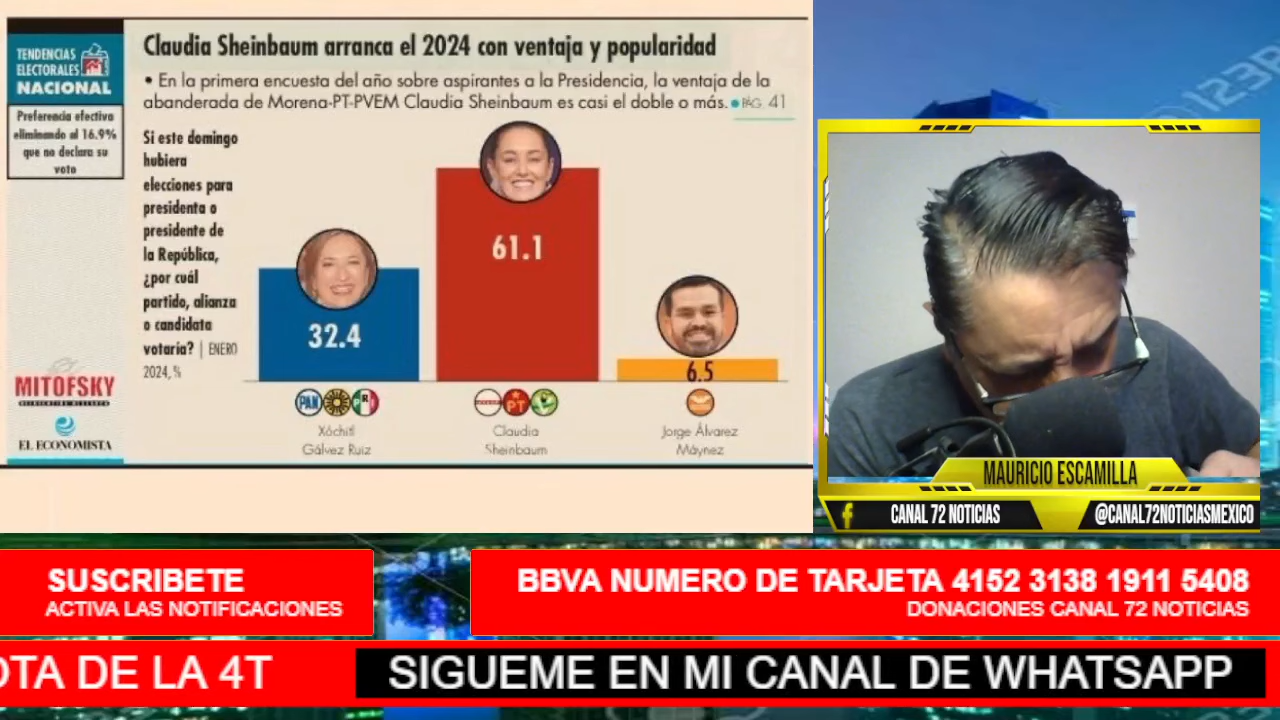 TENDENCIAS
ELECTORALES
NACIONAL
Preferencia efectiva
eliminando al 16.9%
que no declara su
voto
Claudia Sheinbaum arranca el 2024 con ventaja y popularidad
• En la primera encuesta del año sobre aspirantes a la Presidencia, la ventaja de la
abanderada de Morena-PT-PVEM Claudia Sheinbaum es casi el doble o más. ● PÁG. 41
Si este domingo
hubiera
elecciones para
presidenta o
presidente de
la República,
¿por cuál
partido, alianza
o candidata
votaría? | ENERO
2024, %
32.4
61.1
6.5
PAN
PRI
PT
Xóchitl
Gálvez Ruiz
Claudia
Sheinbaum
Jorge Álvarez
Máynez
MITOFSKY
EL ECONOMISTA
MAURICIO ESCAMILLA
CANAL 72 NOTICIAS
@CANAL72NOTICIASMEXICO
SUSCRIBETE
ACTIVA LAS NOTIFICACIONES
BBVA NUMERO DE TARJETA 4152 3138 1911 5408
DONACIONES CANAL 72 NOTICIAS
OTA DE LA 4T
SIGUEME EN MI CANAL DE WHATSAPP